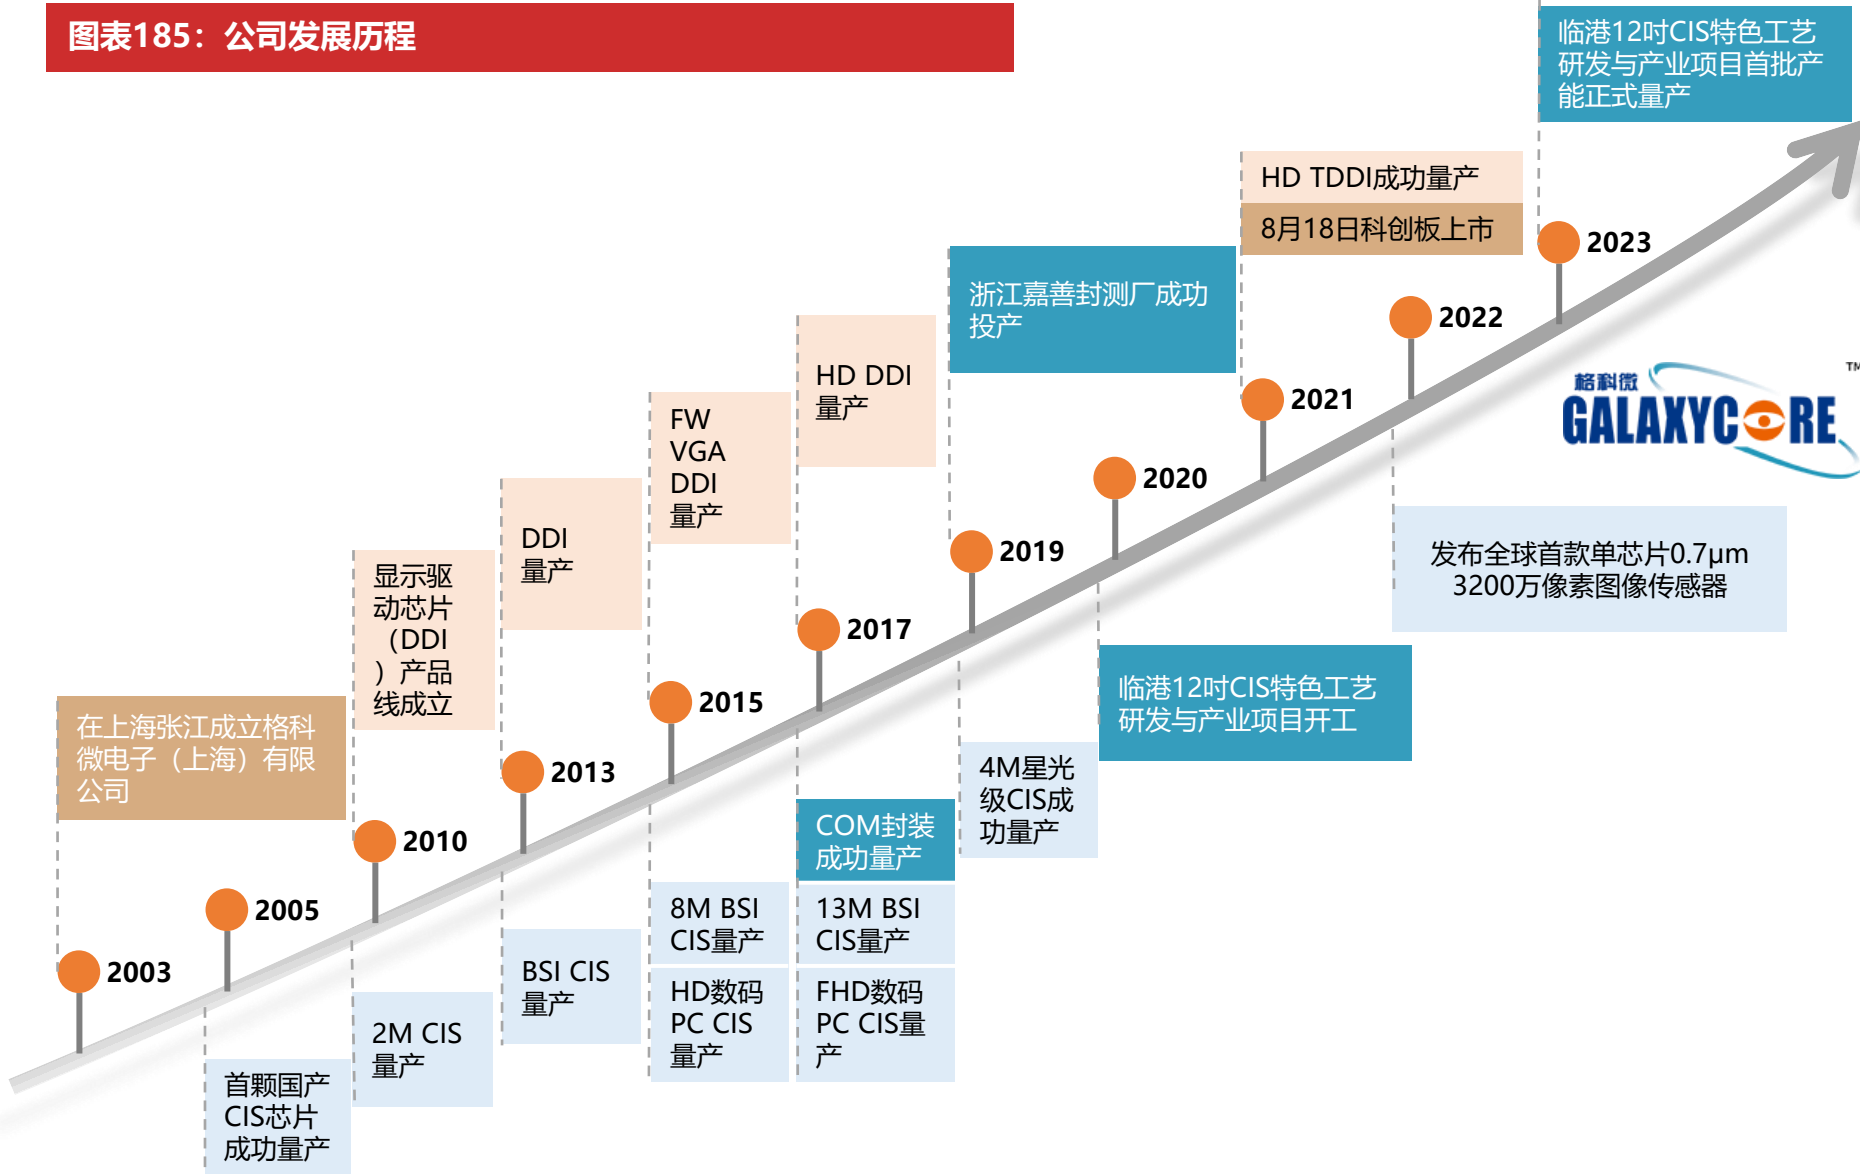 图表185：公司发展历程
临港12吋CIS特色工艺
研发与产业项目首批产
能正式量产
HD TDDI成功量产
8月18日科创板上市
2023
浙江嘉善封测厂成功
投产
2022
HD DDI
量产
格科微
GALAXYCORE
TM
2021
FW
VGA
DDI
量产
2020
DDI
量产
2019
发布全球首款单芯片0.7μm
3200万像素图像传感器
显示驱
动芯片
（DDI
）产品
线成立
2017
临港12吋CIS特色工艺
研发与产业项目开工
2015
在上海张江成立格科
微电子（上海）有限
公司
2013
4M星光
级CIS成
功量产
2010
COM封装
成功量产
2005
8M BSI
CIS量产
13M BSI
CIS量产
2003
BSI CIS
量产
HD数码
PC CIS
量产
FHD数码
PC CIS量
产
2M CIS
量产
首颗国产
CIS芯片
成功量产